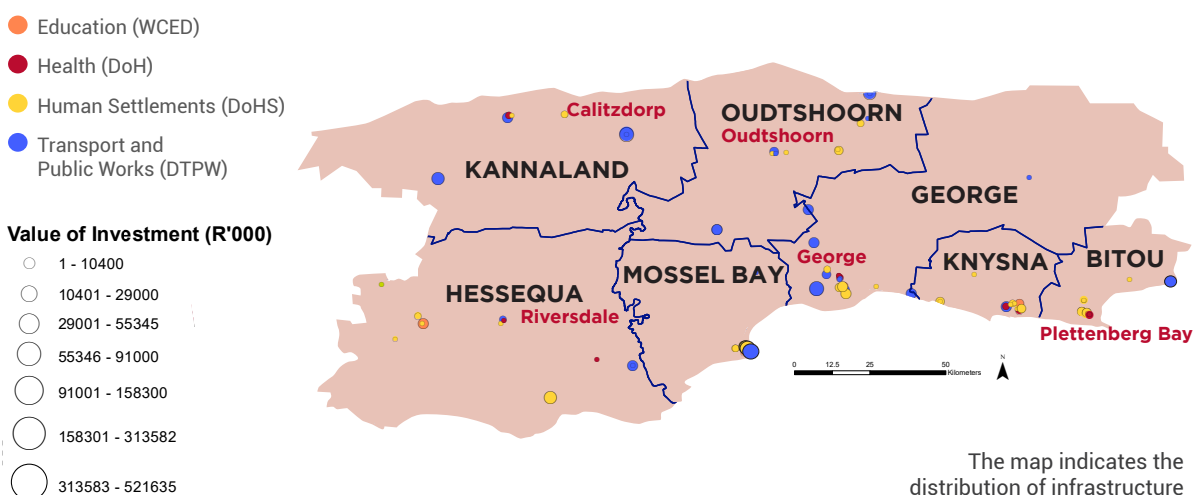 Education (WCED)
Health (DoH)
Human Settlements (DoHS)
Transport and
Public Works (DTPW)
Value of Investment (R'000)
1 - 10400
10401 - 29000
29001 - 55345
55346 - 91000
91001 - 158300
158301 - 313582
313583 - 521635
Calitzdorp
OUDTSHOORN
Oudtshoorn
KANNALAND
GEORGE
George
KNYSNA
BITOU
MOSSEL BAY
HESSEQUA
Riversdale
Plettenberg Bay
0 12.5 25 50
Kilometers
N
The map indicates the
distribution of infrastructure